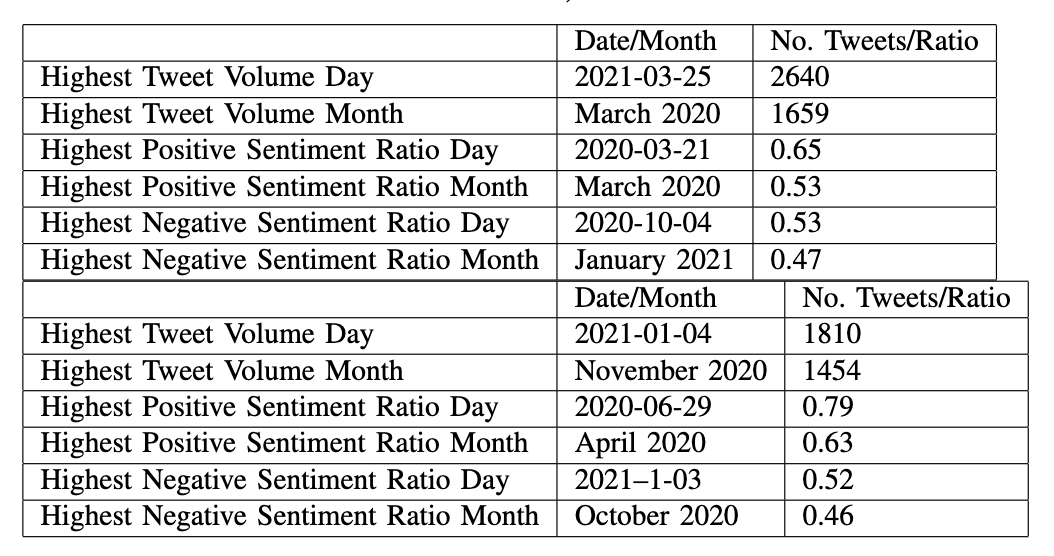 Date/Month No. Tweets/Ratio
Highest Tweet Volume Day 2021-03-25 2640
Highest Tweet Volume Month March 2020 1659
Highest Positive Sentiment Ratio Day 2020-03-21 0.65
Highest Positive Sentiment Ratio Month March 2020 0.53
Highest Negative Sentiment Ratio Day 2020-10-04 0.53
Highest Negative Sentiment Ratio Month January 2021 0.47
Date/Month No. Tweets/Ratio
Highest Tweet Volume Day 2021-01-04 1810
Highest Tweet Volume Month November 2020 1454
Highest Positive Sentiment Ratio Day 2020-06-29 0.79
Highest Positive Sentiment Ratio Month April 2020 0.63
Highest Negative Sentiment Ratio Day 2021–1-03 0.52
Highest Negative Sentiment Ratio Month October 2020 0.46